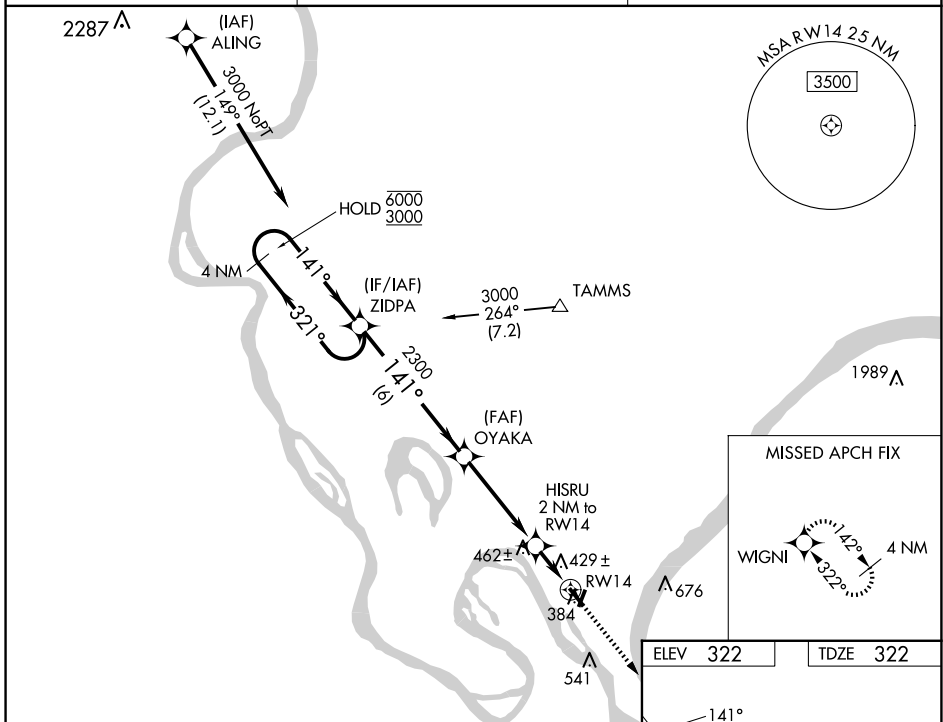 2287
(IAF)
ALING
3000 NoPT
149°
(12.1)
MSA RW14 25 NM
3500
HOLD 6000
3000
4 NM
141°
321°
(IF/IAF)
ZIDPA
TAMMS
3000
264°
(7.2)
2300
141°
(6)
1989
(FAF)
OYAKA
MISSED APCH FIX
WIGNI
142°
322°
4 NM
HISRU
2 NM to
RW14
462±
429±
RW14
384
676
541
ELEV 322
TDZE 322
141°